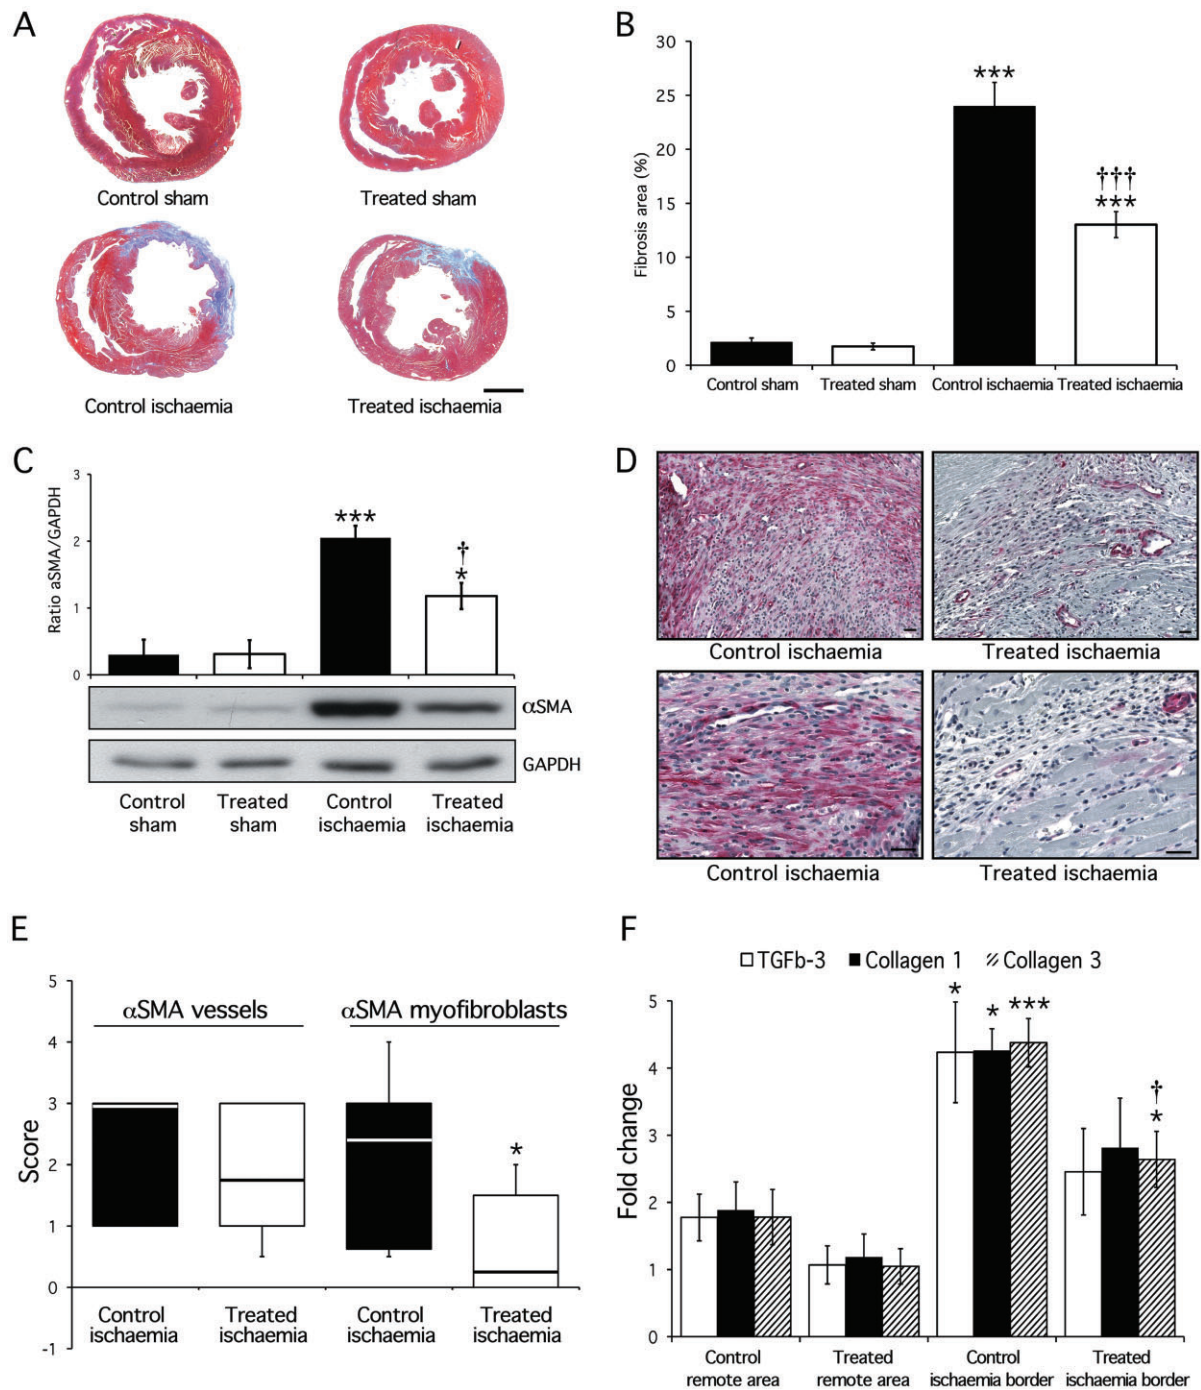 A
Control sham
Treated sham
Control ischaemia
Treated ischaemia
B
Fibrosis area (%)
30
25
20
15
10
5
0
***
†††
***
Control sham
Treated sham
Control ischaemia
Treated ischaemia
C
Ratio aSMA/GAPDH
3
2
1
0
***
†
*
αSMA
GAPDH
Control
sham
Treated
sham
Control
ischaemia
Treated
ischaemia
D
Control ischaemia
Treated ischaemia
Control ischaemia
Treated ischaemia
E
Score
5
4
3
2
1
0
-1
αSMA vessels
αSMA myofibroblasts
*
Control
ischaemia
Treated
ischaemia
Control
ischaemia
Treated
ischaemia
F
TGFb-3
Collagen 1
Collagen 3
Fold change
5
4
3
2
1
0
*
*
***
†
*
Control
remote area
Treated
remote area
Control
ischaemia border
Treated
ischaemia border